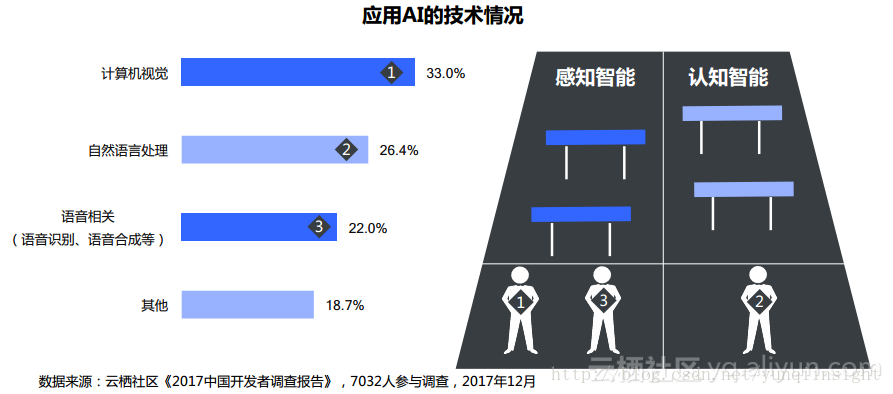 应用AI的技术情况
计算机视觉
1
33.0%
自然语言处理
2
26.4%
语音相关
（语音识别、语音合成等）
3
22.0%
其他
18.7%
感知智能
认知智能
1
3
2
数据来源：云栖社区《2017中国开发者调查报告》，7032人参与调查，2017年12月
云栖社区 yq.aliyun.com
http://blog.csdn.net/yunqiinsight